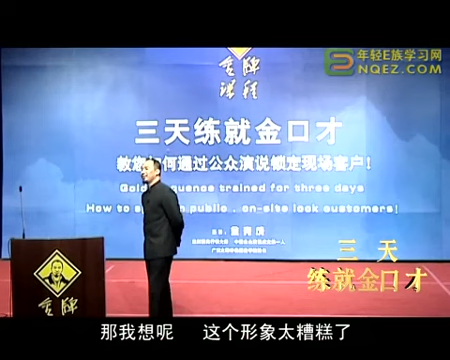 年轻E族学习网
NQEZ.COM
金牌
课程
三天练就金口才
教您如何通过公众演说锁定现场客户!
Gold eloquence trained for three days
How to speak in public , on-site lock customers!
三天
练就金口才
金牌
那我想呢 这个形象太糟糕了